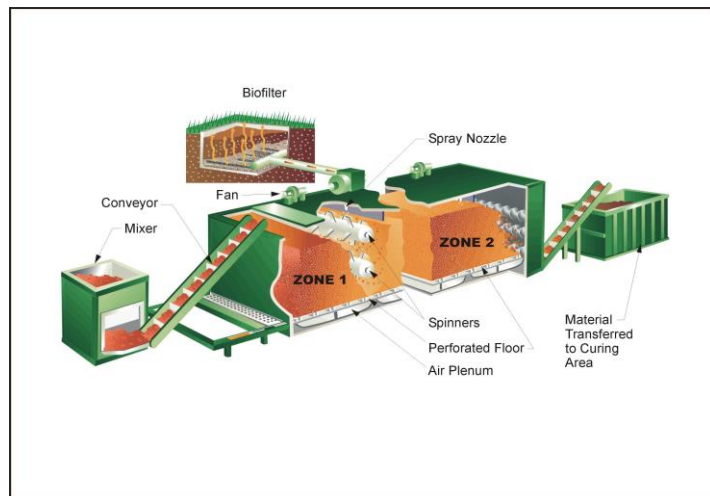 Biofilter
Spray Nozzle
Fan
Conveyor
Mixer
ZONE 1
ZONE 2
Spinners
Perforated Floor
Air Plenum
Material
Transferred
to Curing
Area